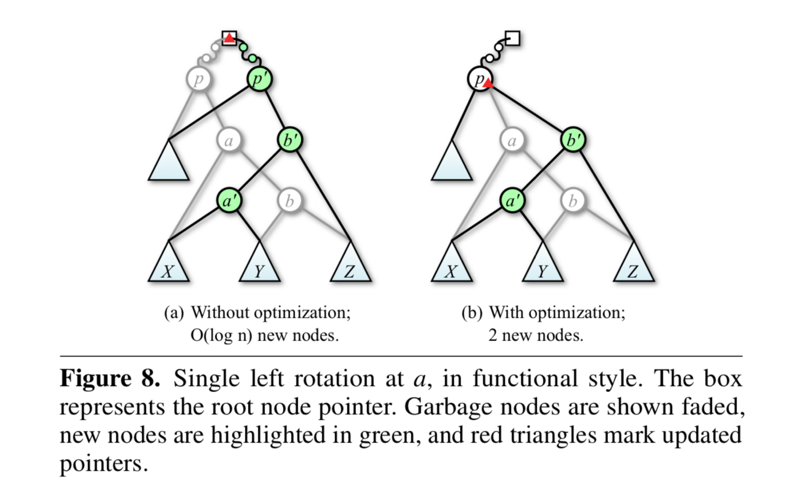 p p'
a b'
a' b
X Y Z
p
a b'
a' b
X Y Z
(a) Without optimization;
O(log n) new nodes.
(b) With optimization;
2 new nodes.
Figure 8. Single left rotation at a, in functional style. The box
represents the root node pointer. Garbage nodes are shown faded,
new nodes are highlighted in green, and red triangles mark updated
pointers.